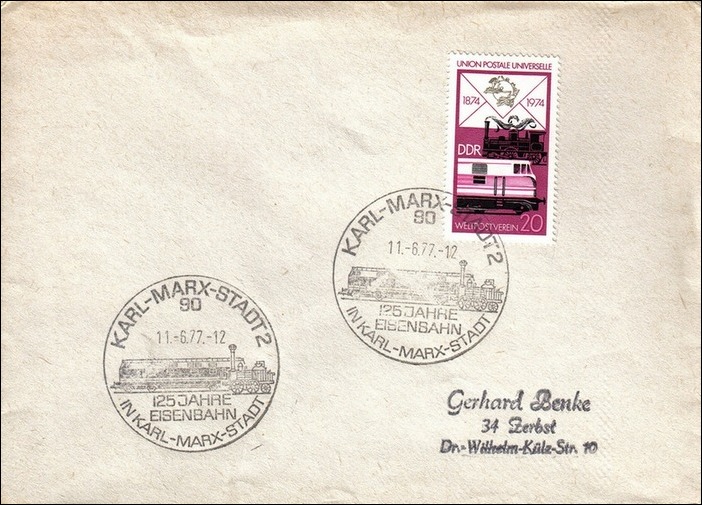 UNION POSTALE UNIVERSELLE
1874 1974
DDR
WELTPOSTVEREIN 20
KARL-MARX-STADT 2
90
11.-6.77.-12
125 JAHRE
EISENBAHN
IN KARL-MARX-STADT
KARL-MARX-STADT 2
90
11.-6.77.-12
125 JAHRE
EISENBAHN
IN KARL-MARX-STADT
Gerhard Benke
34 Zerbst
Dr.-Wilhelm-Külz-Str. 10